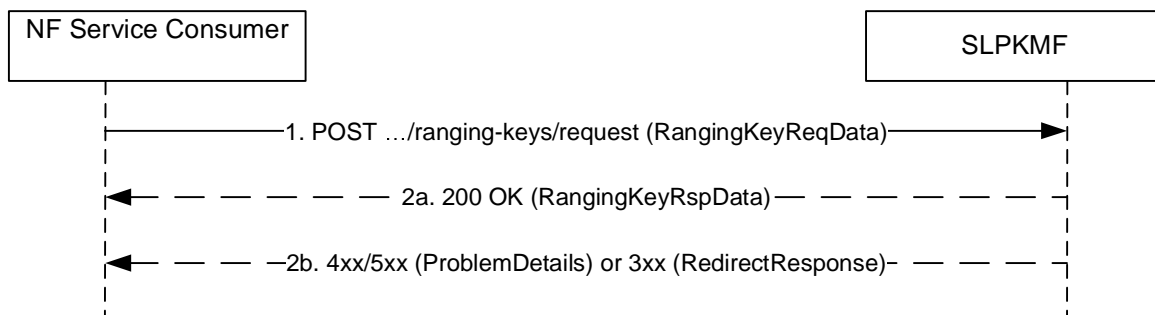 NF Service Consumer
SLPKMF
1. POST .../ranging-keys/request (RangingKeyReqData)
2a. 200 OK (RangingKeyRspData)
2b. 4xx/5xx (ProblemDetails) or 3xx (RedirectResponse)